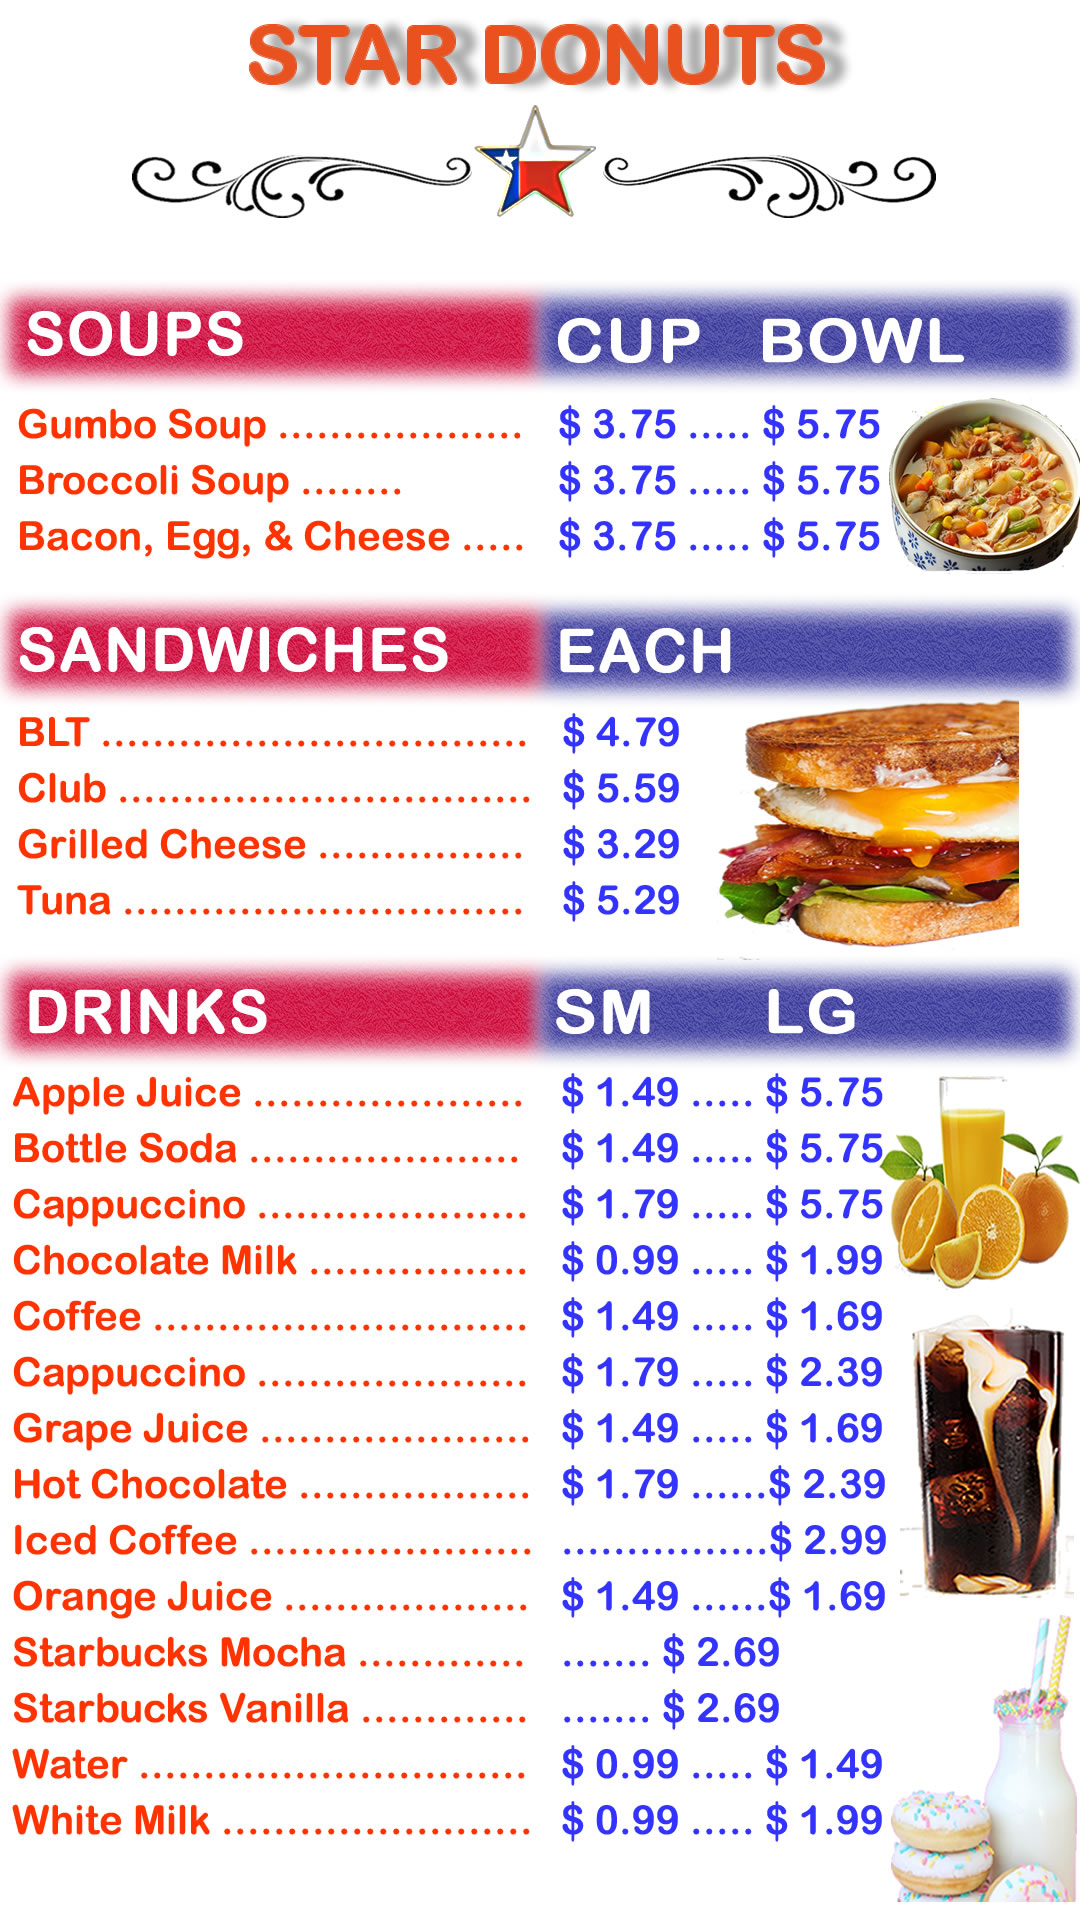 STAR DONUTS
SOUPS CUP BOWL
Gumbo Soup ................... $ 3.75 ..... $ 5.75
Broccoli Soup ........ $ 3.75 ..... $ 5.75
Bacon, Egg, & Cheese ..... $ 3.75 ..... $ 5.75
SANDWICHES EACH
BLT ................................. $ 4.79
Club ................................ $ 5.59
Grilled Cheese ................ $ 3.29
Tuna ............................... $ 5.29
DRINKS SM LG
Apple Juice ..................... $ 1.49 ..... $ 5.75
Bottle Soda ..................... $ 1.49 ..... $ 5.75
Cappuccino ..................... $ 1.79 ..... $ 5.75
Chocolate Milk ................. $ 0.99 ..... $ 1.99
Coffee ............................. $ 1.49 ..... $ 1.69
Cappuccino ..................... $ 1.79 ..... $ 2.39
Grape Juice ..................... $ 1.49 ..... $ 1.69
Hot Chocolate .................. $ 1.79 ......$ 2.39
Iced Coffee ...................... ................$ 2.99
Orange Juice ................... $ 1.49 ......$ 1.69
Starbucks Mocha ............. ....... $ 2.69
Starbucks Vanilla ............. ....... $ 2.69
Water .............................. $ 0.99 ..... $ 1.49
White Milk ........................ $ 0.99 ..... $ 1.99